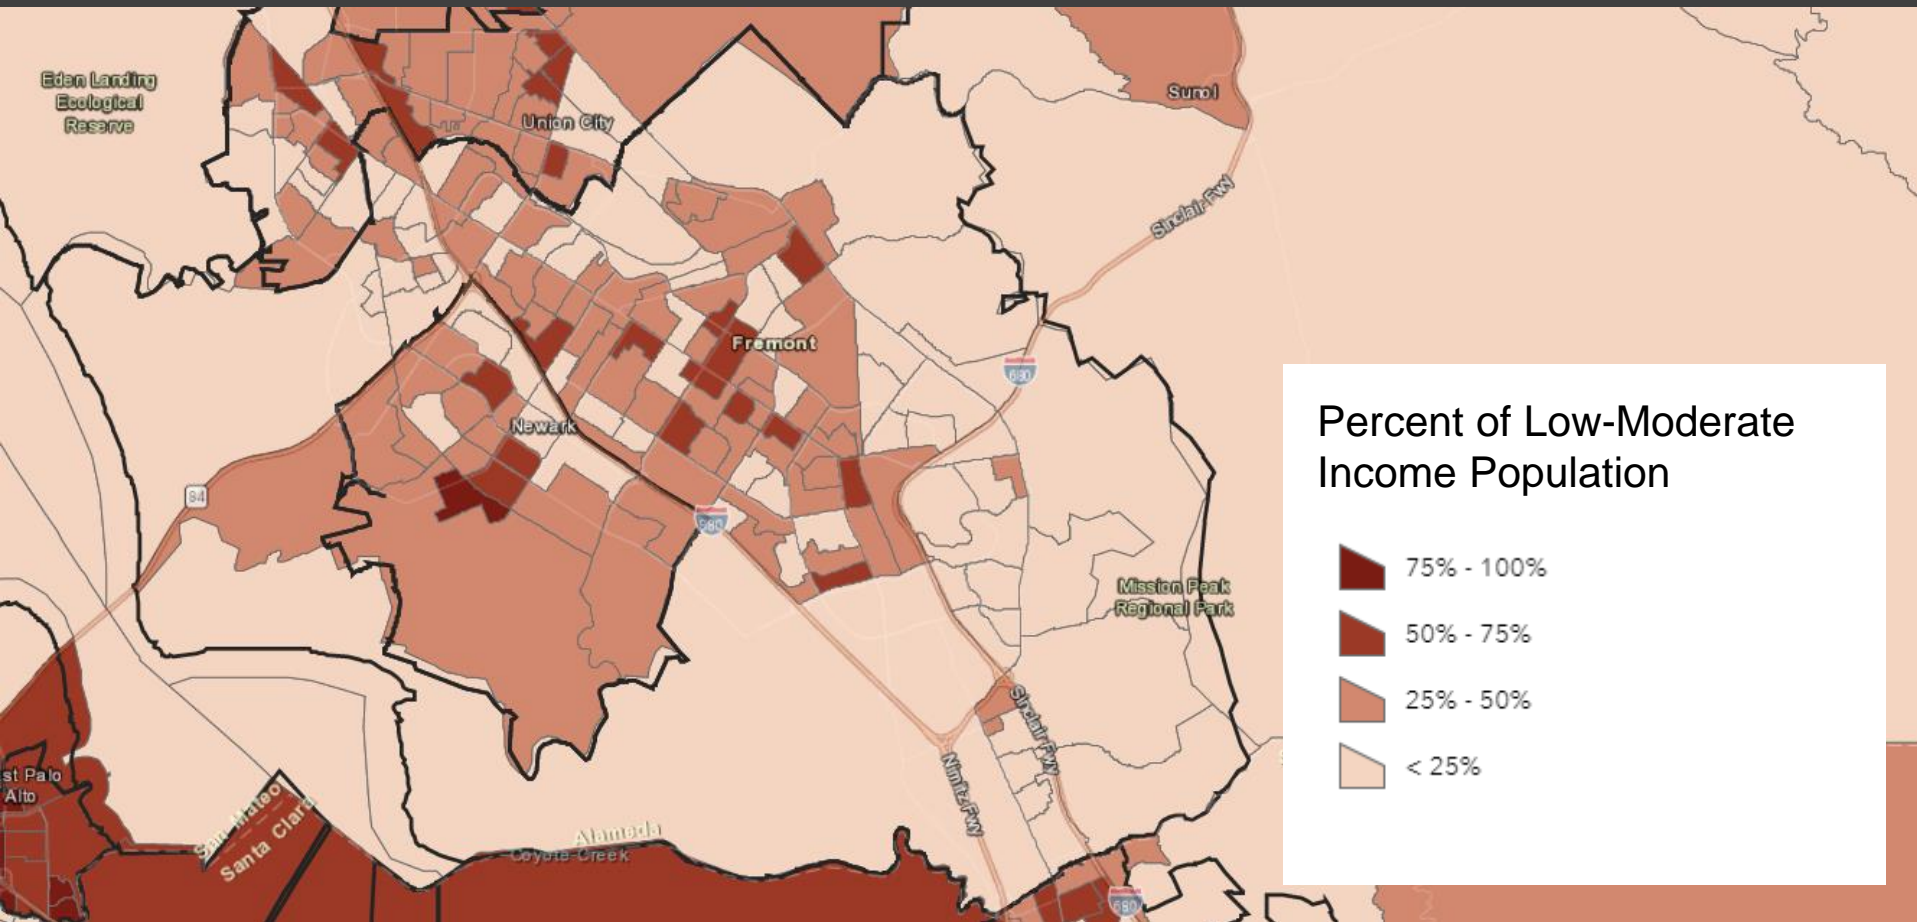 Eden Landing
Ecological
Reserve
Union City
Sunol
Sinclair Fwy
Fremont
680
Newark
84
880
Mission Peak
Regional Park
Sinclair Fwy
Nimitz Fwy
st Palo
Alto
San Mateo
Santa Clara
Alameda
Coyote Creek
680
Percent of Low-Moderate
Income Population
75% - 100%
50% - 75%
25% - 50%
< 25%